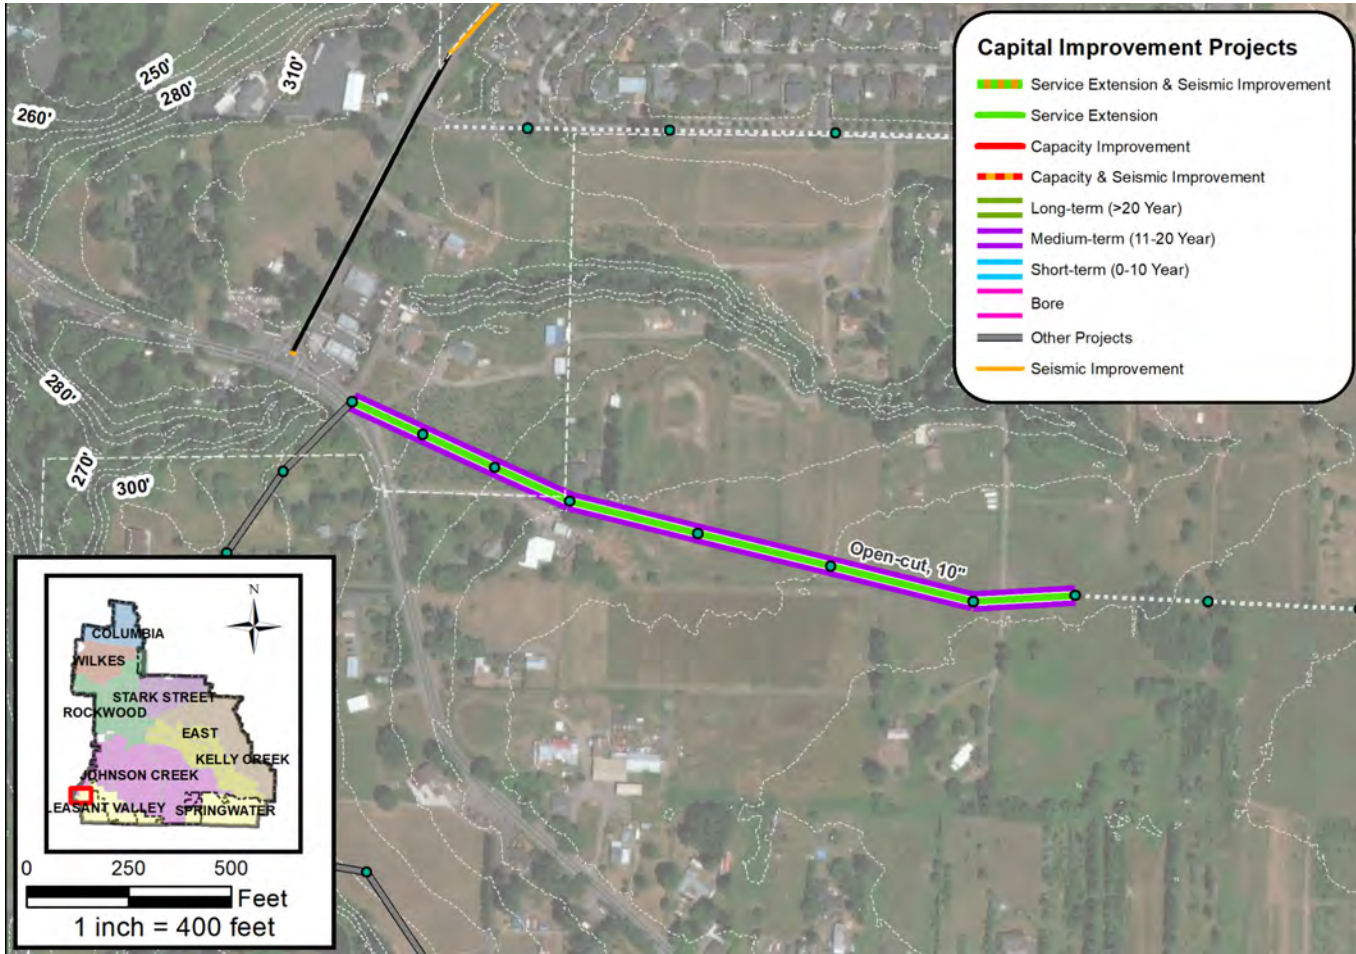 250'
280'
310'
260'
280'
270'
300'
Open-cut, 10"
Capital Improvement Projects
Service Extension & Seismic Improvement
Service Extension
Capacity Improvement
Capacity & Seismic Improvement
Long-term (>20 Year)
Medium-term (11-20 Year)
Short-term (0-10 Year)
Bore
Other Projects
Seismic Improvement
N
COLUMBIA
WILKES
STARK STREET
ROCKWOOD
EAST
KELLY CREEK
JOHNSON CREEK
LEASANT VALLEY
SPRINGWATER
0 250 500
Feet
1 inch = 400 feet